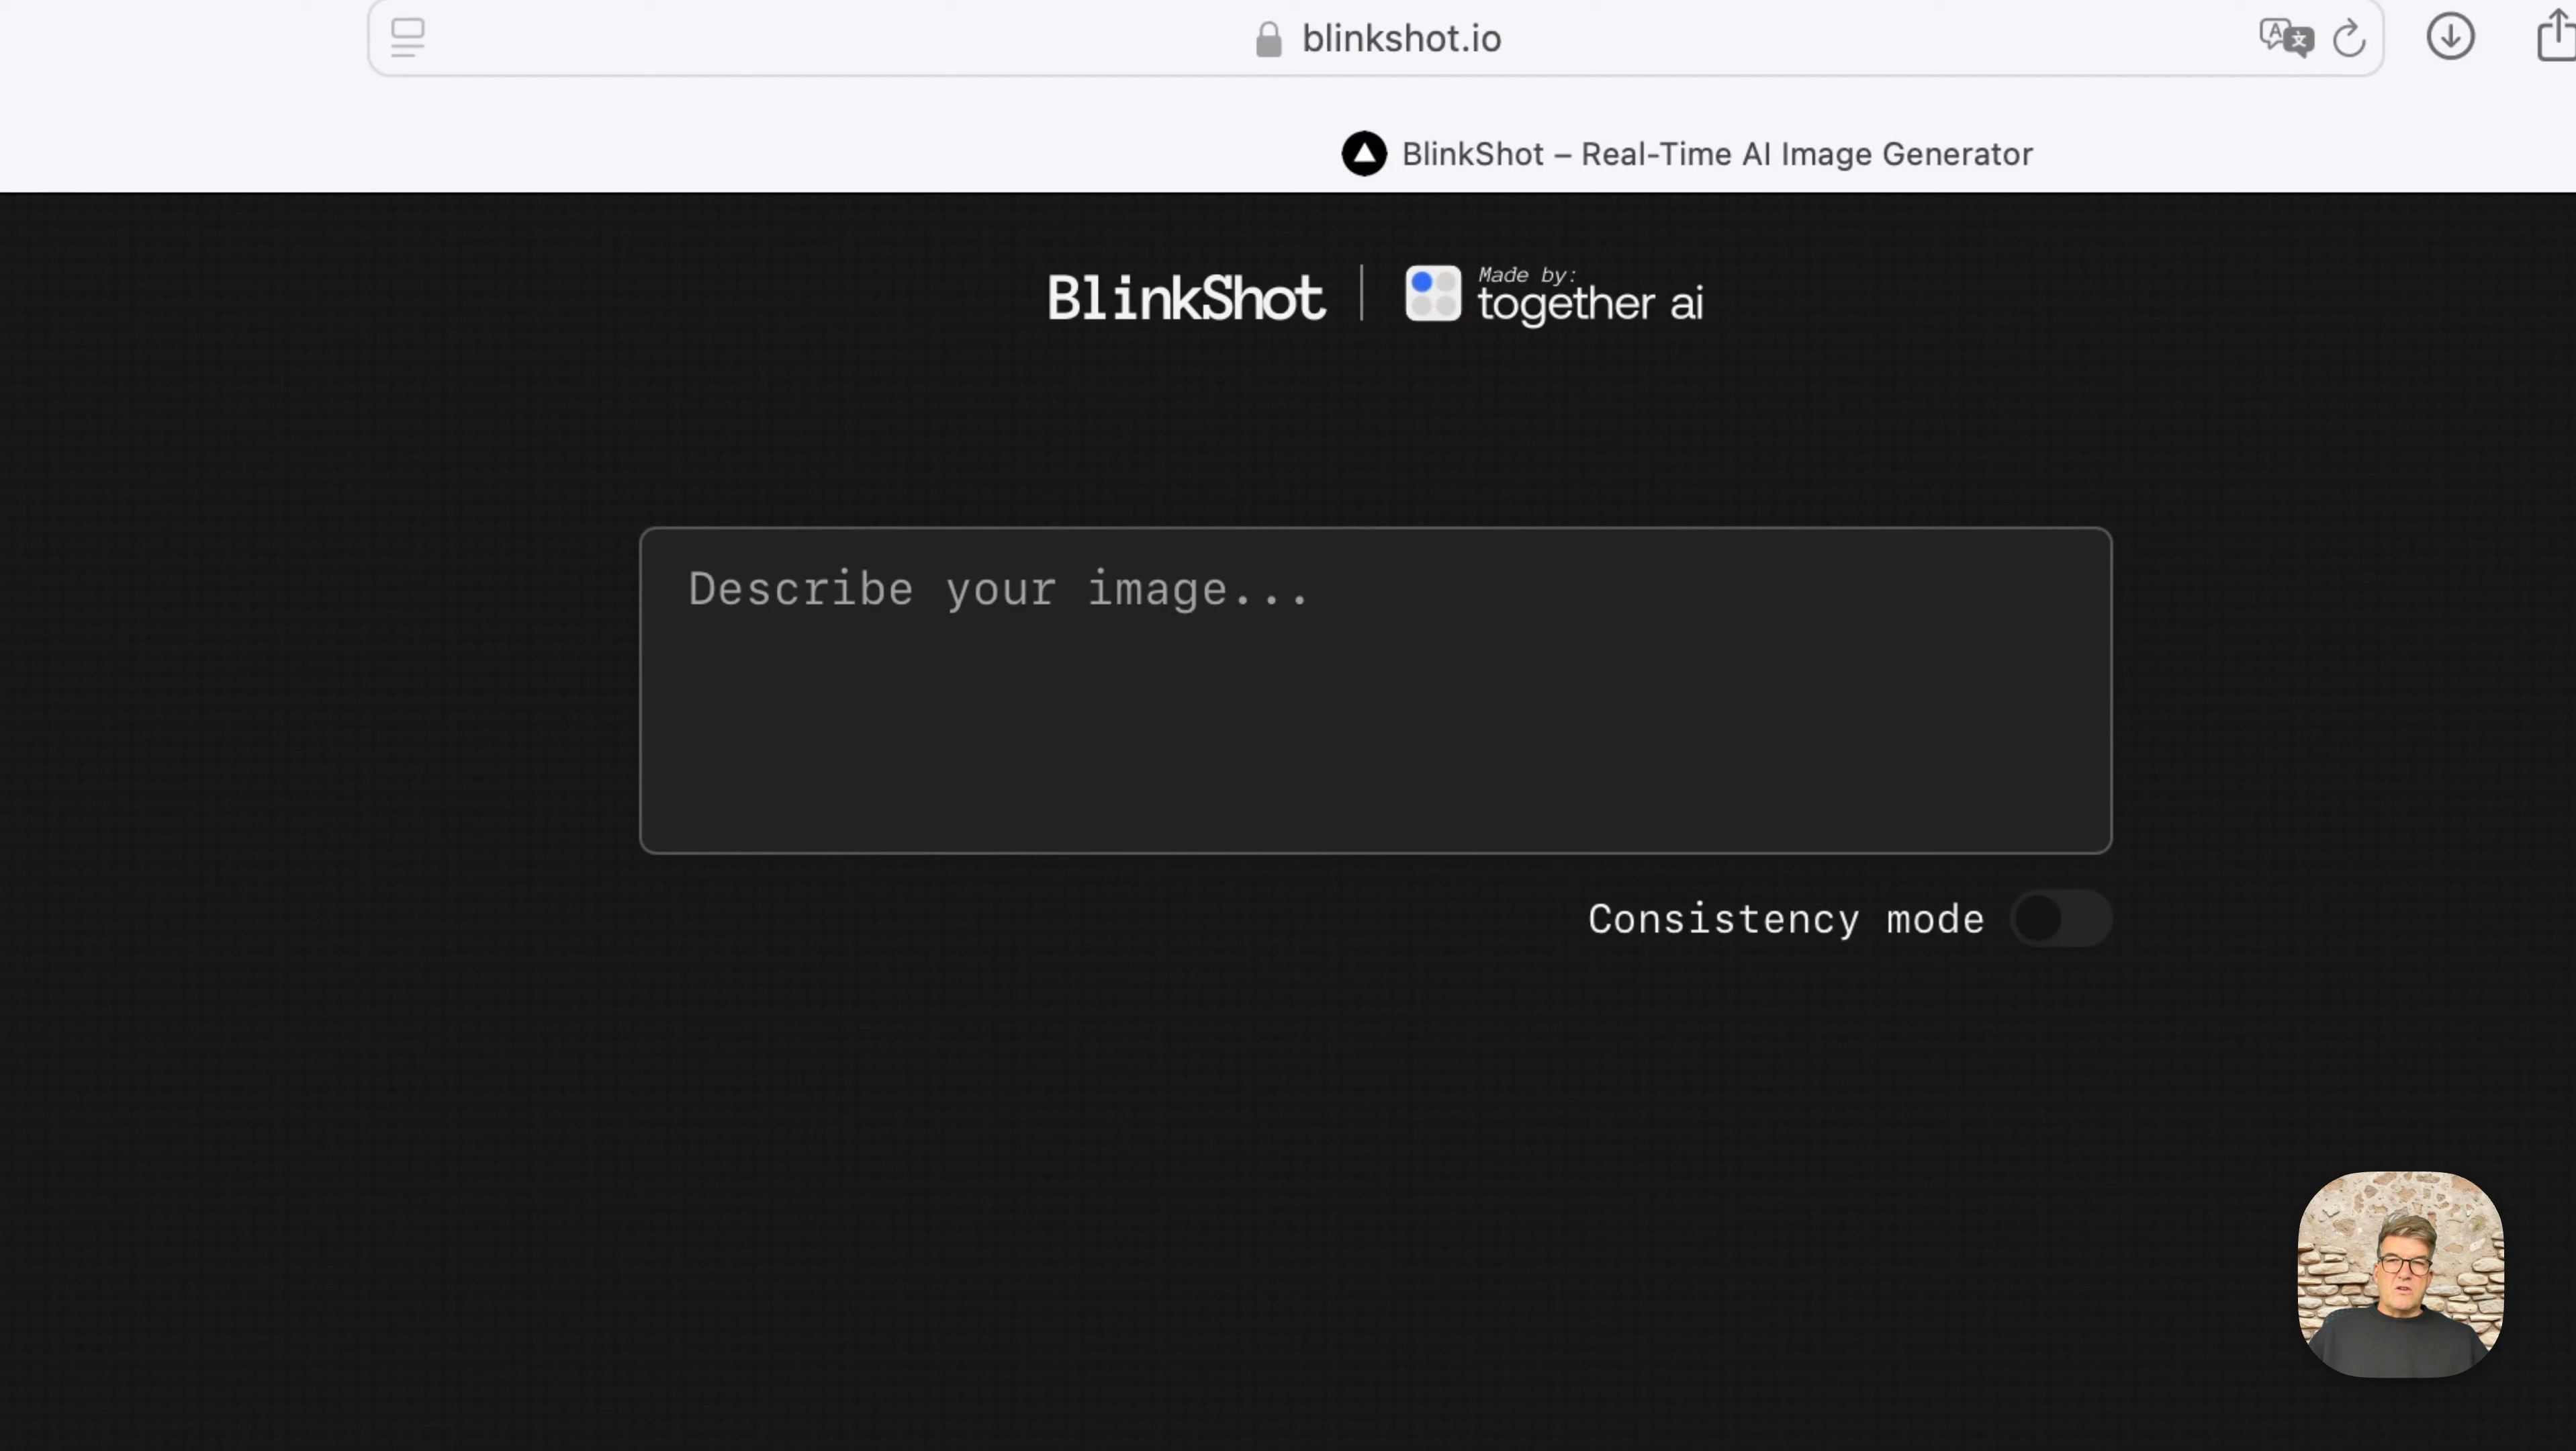 blinkshot.io
BlinkShot – Real-Time AI Image Generator
BlinkShot
Made by:
together ai
Describe your image...
Consistency mode